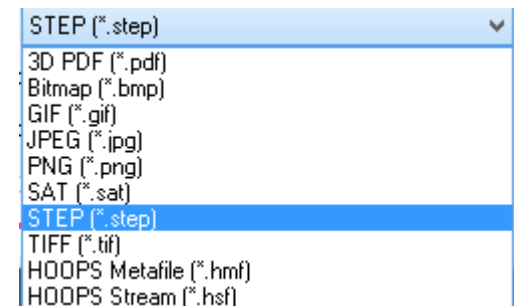 STEP (*.step)
3D PDF (*.pdf)
Bitmap (*.bmp)
GIF (*.gif)
JPEG (*.jpg)
PNG (*.png)
SAT (*.sat)
STEP (*.step)
TIFF (*.tif)
HOOPS Metafile (*.hmf)
HOOPS Stream (*.hsf)